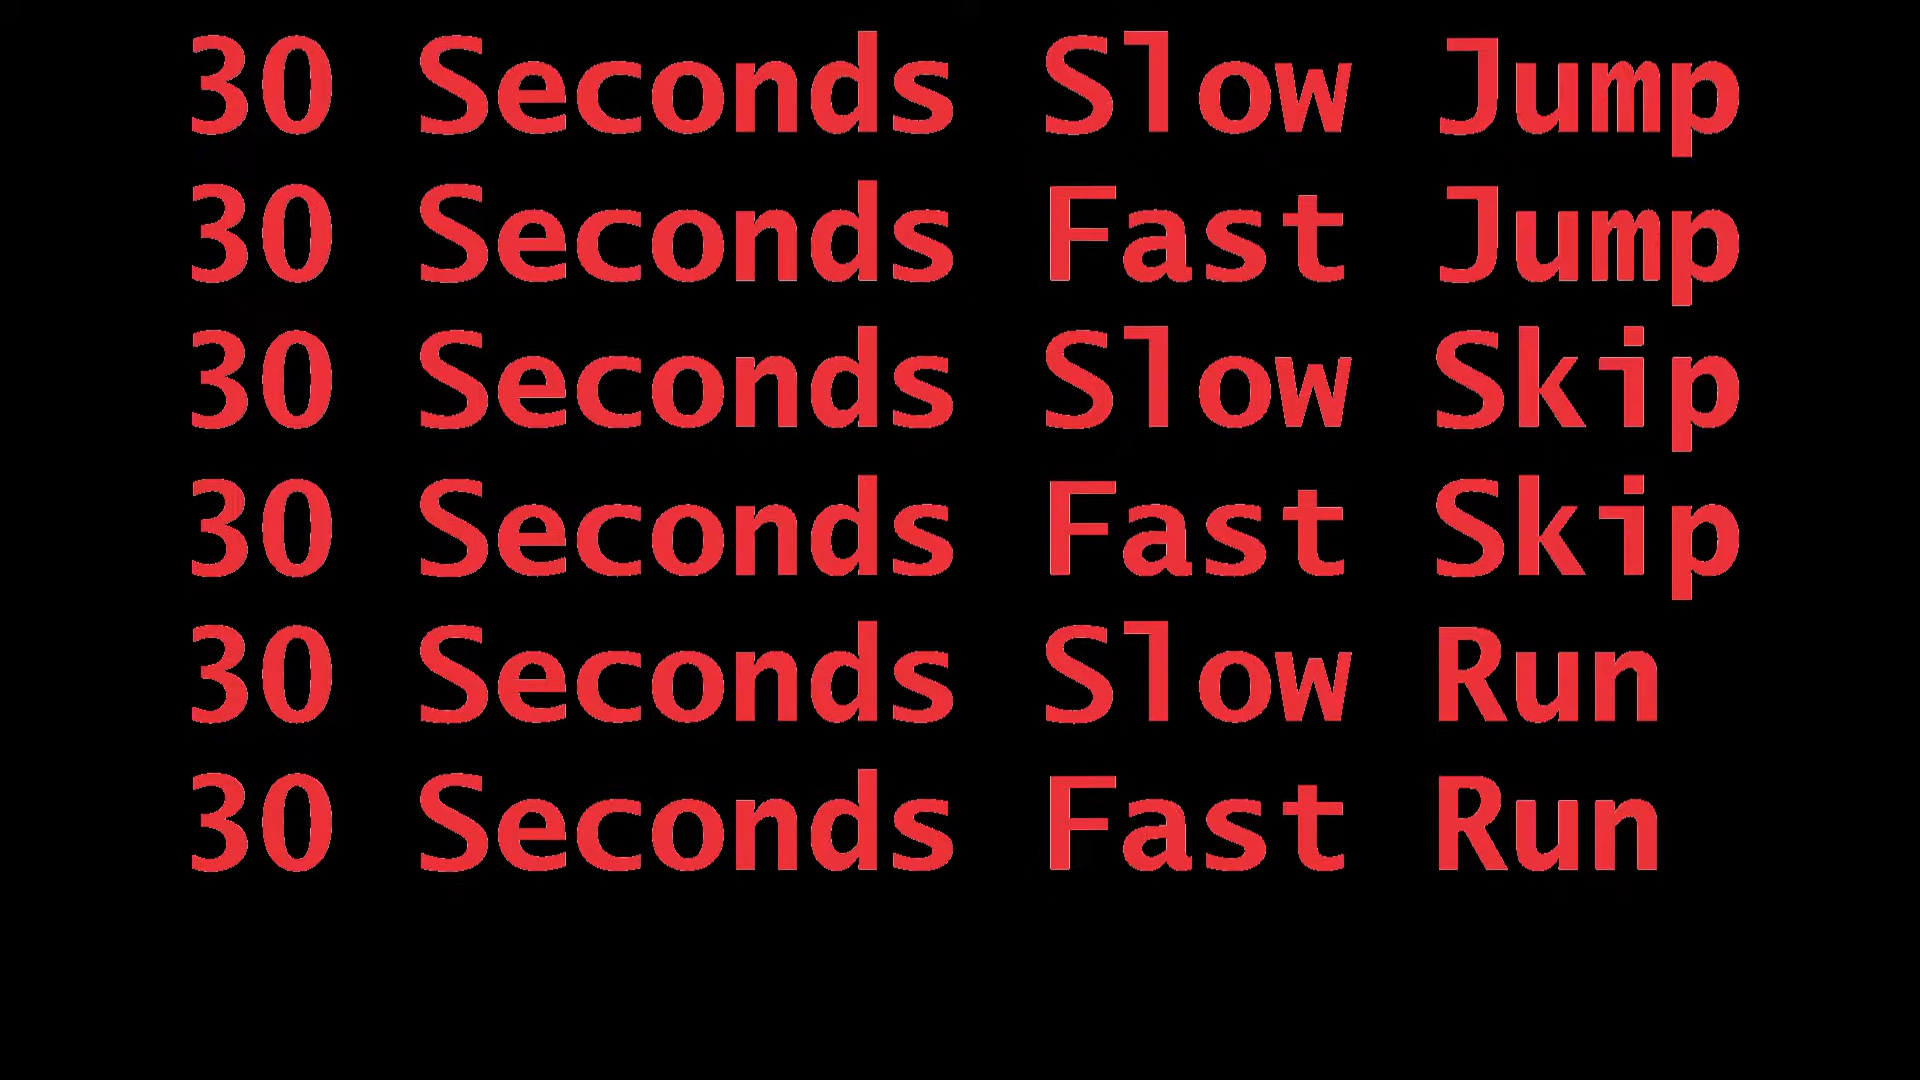 30 Seconds Slow Jump
30 Seconds Fast Jump
30 Seconds Slow Skip
30 Seconds Fast Skip
30 Seconds Slow Run
30 Seconds Fast Run